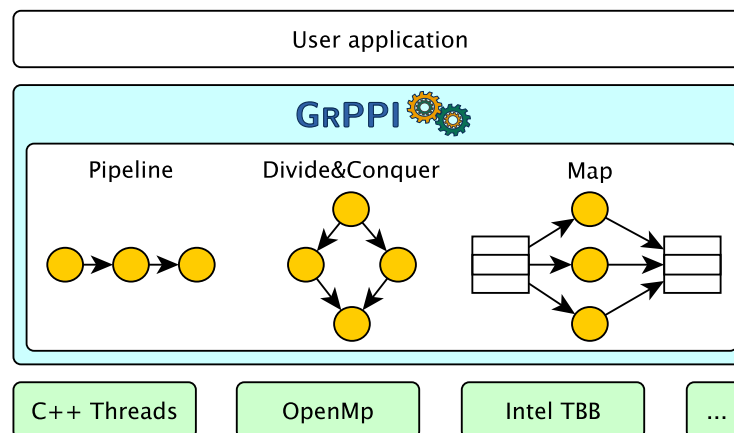 User application
GRPPI
Pipeline
Divide&Conquer
Map
C++ Threads
OpenMp
Intel TBB
...